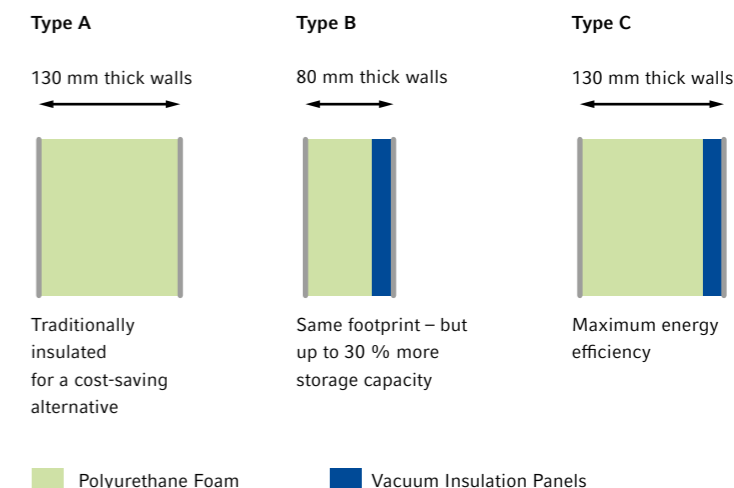 Type A
130 mm thick walls
Traditionally
insulated
for a cost-saving
alternative
Type B
80 mm thick walls
Same footprint – but
up to 30 % more
storage capacity
Type C
130 mm thick walls
Maximum energy
efficiency
Polyurethane Foam
Vacuum Insulation Panels